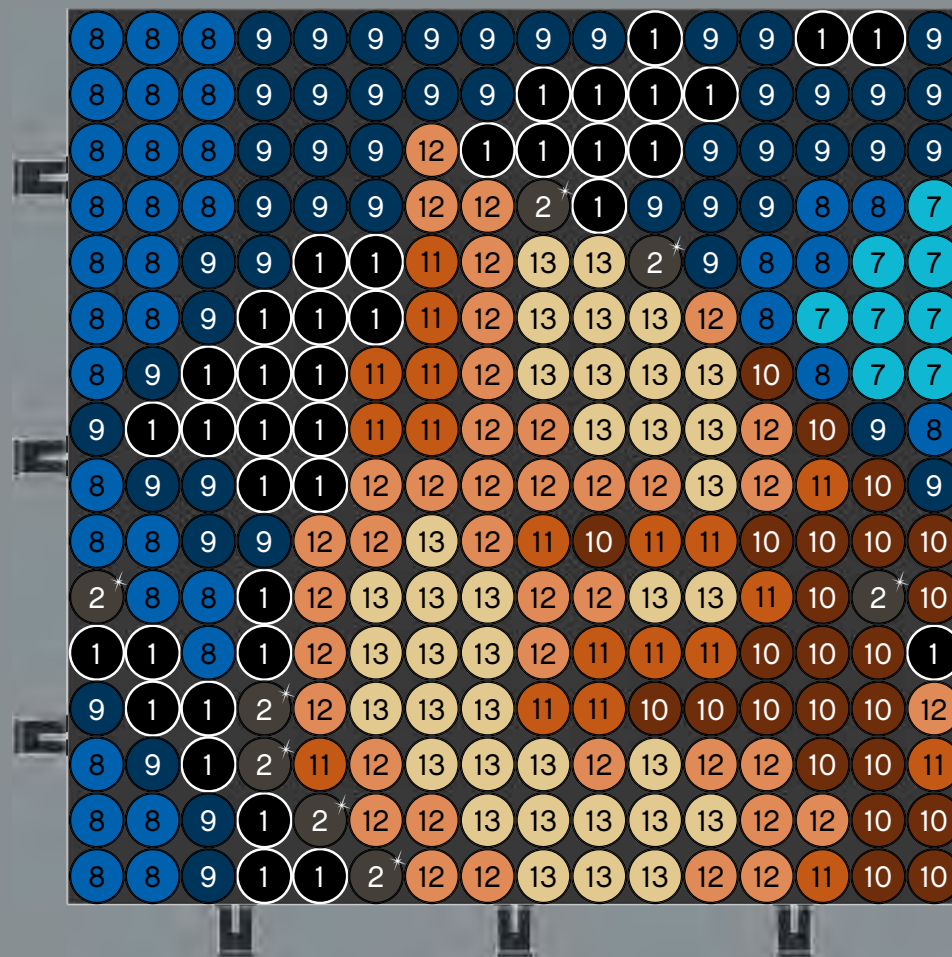 8 8 8 9 9 9 9 9 9 9 1 9 9 1 1 9
8 8 8 9 9 9 9 9 1 1 1 1 9 9 9 9
8 8 8 9 9 9 12 1 1 1 1 9 9 9 9 9
8 8 8 9 9 9 12 12 2 1 9 9 9 8 8 7
8 8 9 9 1 1 11 12 13 13 2 9 8 8 7 7
8 8 9 1 1 1 11 12 13 13 13 12 8 7 7 7
8 9 1 1 1 11 11 12 13 13 13 13 10 8 7 7
9 1 1 1 1 11 11 12 12 13 13 13 12 10 9 8
8 9 9 1 1 12 12 12 12 12 12 13 12 11 10 9
8 8 9 9 12 12 13 12 11 10 11 11 10 10 10 10
2 8 8 1 12 13 13 13 12 12 13 13 11 10 2 10
1 1 8 1 12 13 13 13 12 11 11 11 10 10 10 1
9 1 1 2 12 13 13 13 11 11 10 10 10 10 10 12
8 9 1 2 11 12 13 13 13 12 13 12 12 10 10 11
8 8 9 1 2 12 12 13 13 13 13 13 12 12 10 10
8 8 9 1 1 2 12 12 13 13 13 12 12 11 10 10